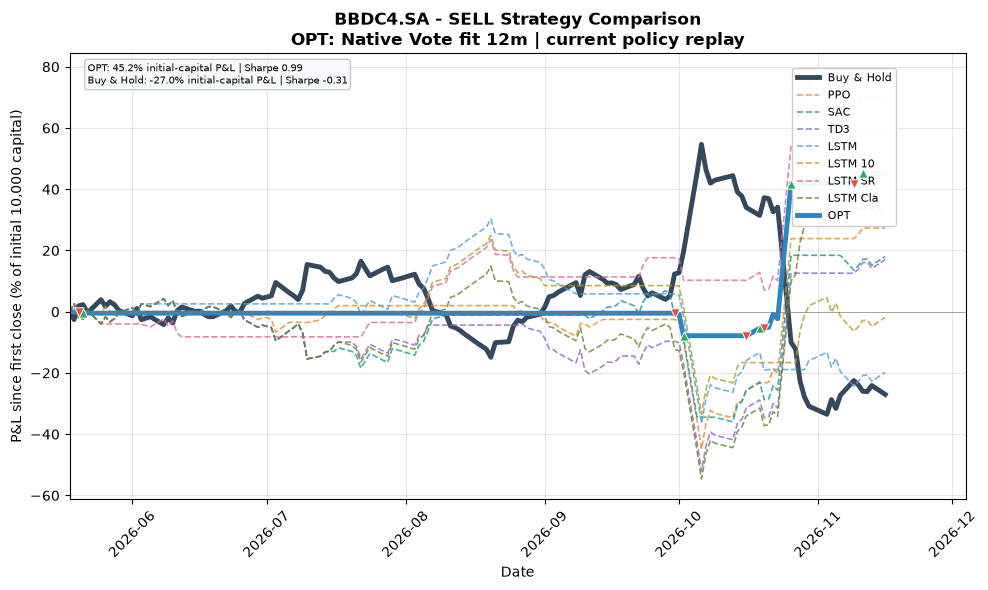 BBDC4.SA - SELL Strategy Comparison
OPT: Native Vote fit 12m | current policy replay
OPT: 45.2% initial-capital P&L | Sharpe 0.99
Buy & Hold: -27.0% initial-capital P&L | Sharpe -0.31
Buy & Hold
PPO
SAC
TD3
LSTM
LSTM 10
LSTM SR
LSTM Cla
OPT
P&L since first close (% of initial 10,000 capital)
80
60
40
20
0
−20
−40
−60
2026-06
2026-07
2026-08
2026-09
2026-10
2026-11
2026-12
Date